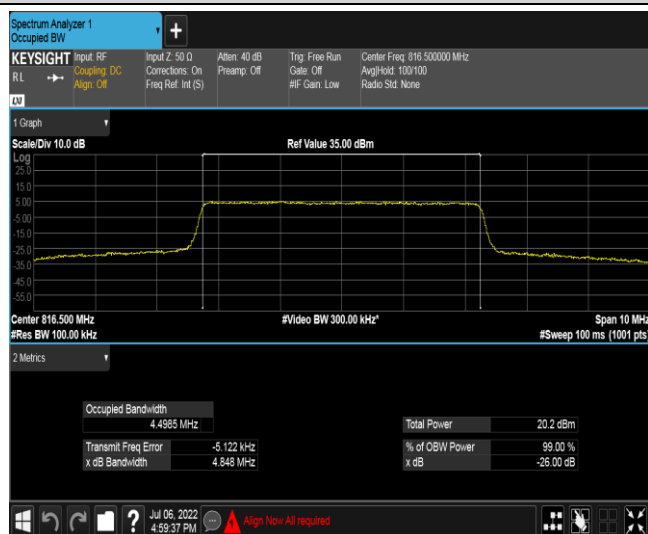 Spectrum Analyzer 1
Occupied BW
+
KEYSIGHT
R L
LXI
Input: RF
Coupling: DC
Align: Off
Input Z: 50 Ω
Corrections: On
Freq Ref: Int (S)
Atten: 40 dB
Preamp: Off
Trig: Free Run
Gate: Off
#IF Gain: Low
Center Freq: 816.500000 MHz
Avg|Hold: 100/100
Radio Std: None
1 Graph
Scale/Div 10.0 dB
Ref Value 35.00 dBm
Log
25.0
15.0
5.00
-5.00
-15.0
-25.0
-35.0
-45.0
-55.0
Center 816.500 MHz
#Video BW 300.00 kHz*
Span 10 MHz
#Res BW 100.00 kHz
#Sweep 100 ms (1001 pts)
2 Metrics
Occupied Bandwidth
4.4985 MHz
Total Power 20.2 dBm
Transmit Freq Error -5.122 kHz
% of OBW Power 99.00 %
x dB Bandwidth 4.848 MHz
x dB -26.00 dB
?
Jul 06, 2022
4:59:37 PM
Align Now All required